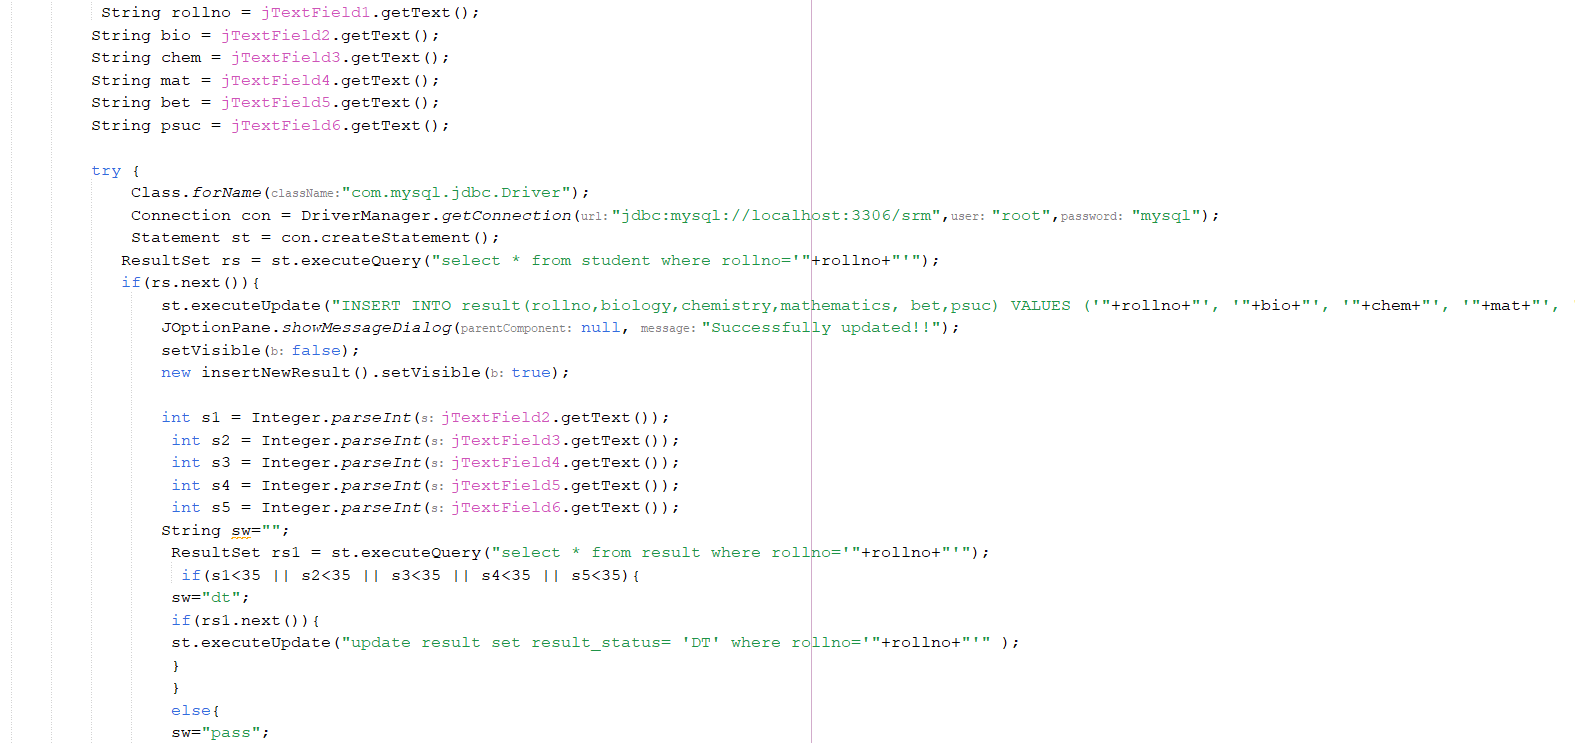 String rollno = jTextField1.getText();
String bio = jTextField2.getText();
String chem = jTextField3.getText();
String mat = jTextField4.getText();
String bet = jTextField5.getText();
String psuc = jTextField6.getText();
try {
Class.forName(className:"com.mysql.jdbc.Driver");
Connection con = DriverManager.getConnection(url:"jdbc:mysql://localhost:3306/srm",user:"root",password: "mysql");
Statement st = con.createStatement();
ResultSet rs = st.executeQuery("select * from student where rollno='"+rollno+"'");
if(rs.next()){
st.executeUpdate("INSERT INTO result(rollno,biology,chemistry,mathematics, bet,psuc) VALUES ('"+rollno+"', '"+bio+"', '"+chem+"', '"+mat+"',
JOptionPane.showMessageDialog(parentComponent: null, message: "Successfully updated!!");
setVisible(b: false);
new insertNewResult().setVisible(b: true);
int s1 = Integer.parseInt(s: jTextField2.getText());
int s2 = Integer.parseInt(s: jTextField3.getText());
int s3 = Integer.parseInt(s: jTextField4.getText());
int s4 = Integer.parseInt(s: jTextField5.getText());
int s5 = Integer.parseInt(s: jTextField6.getText());
String sw="";
ResultSet rs1 = st.executeQuery("select * from result where rollno='"+rollno+"'");
if(s1<35 || s2<35 || s3<35 || s4<35 || s5<35){
sw="dt";
if(rs1.next()){
st.executeUpdate("update result set result_status= 'DT' where rollno='"+rollno+"'" );
}
}
else{
sw="pass";